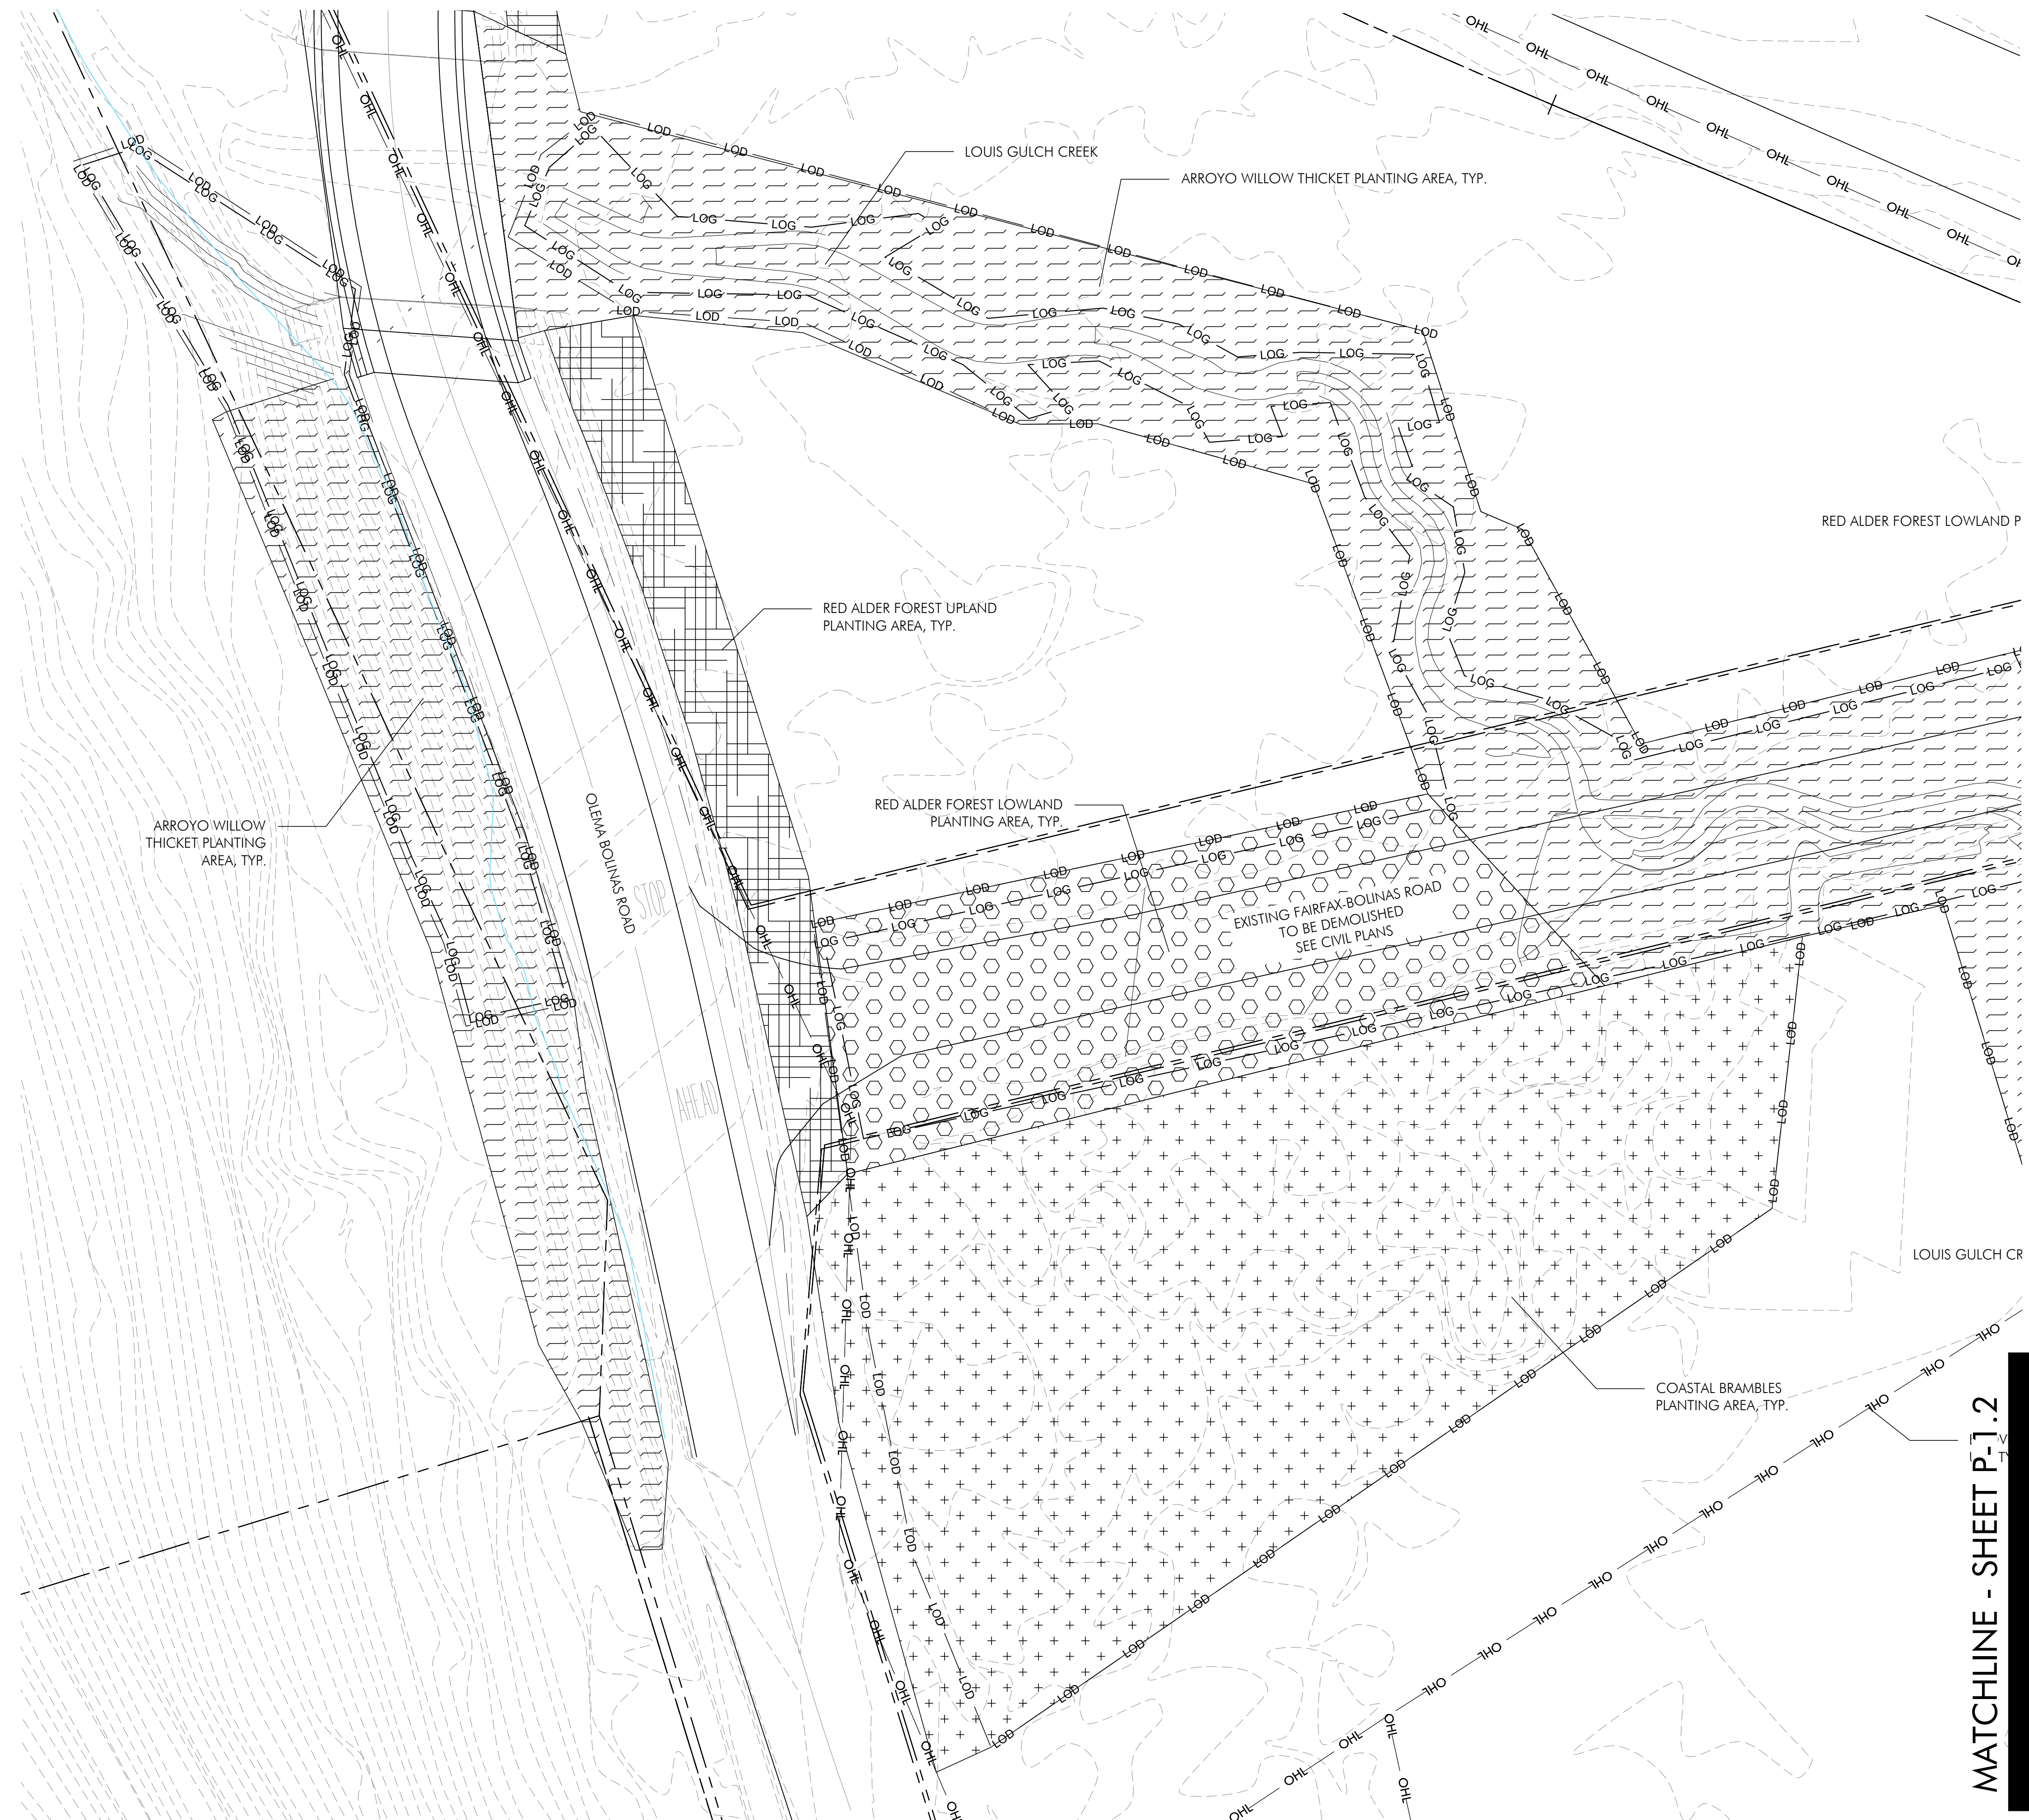 LOUIS GULCH CREEK
ARROYO WILLOW THICKET PLANTING AREA, TYP.
RED ALDER FOREST LOWLAND P
RED ALDER FOREST UPLAND
PLANTING AREA, TYP.
RED ALDER FOREST LOWLAND
PLANTING AREA, TYP.
ARROYO WILLOW
THICKET PLANTING
AREA, TYP.
OLEMA BOLINAS ROAD
STOP
AHEAD
EXISTING FAIRFAX-BOLINAS ROAD
TO BE DEMOLISHED
SEE CIVIL PLANS
LOUIS GULCH CR
COASTAL BRAMBLES
PLANTING AREA, TYP.
MATCHLINE - SHEET P-1.2
OHL
LOD
LOG